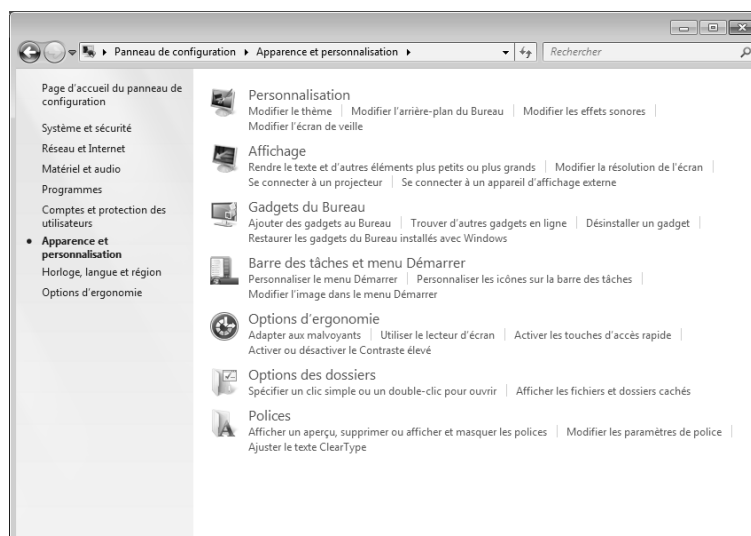 Panneau de configuration Apparence et personnalisation Rechercher
Page d'accueil du panneau de
configuration
Système et sécurité
Réseau et Internet
Matériel et audio
Programmes
Comptes et protection des
utilisateurs
Apparence et
personnalisation
Horloge, langue et région
Options d'ergonomie
Personnalisation
Modifier le thème Modifier l'arrière-plan du Bureau Modifier les effets sonores
Modifier l'écran de veille
Affichage
Rendre le texte et d'autres éléments plus petits ou plus grands Modifier la résolution de l'écran
Se connecter à un projecteur Se connecter à un appareil d'affichage externe
Gadgets du Bureau
Ajouter des gadgets au Bureau Trouver d'autres gadgets en ligne Désinstaller un gadget
Restaurer les gadgets du Bureau installés avec Windows
Barre des tâches et menu Démarrer
Personnaliser le menu Démarrer Personnaliser les icônes sur la barre des tâches
Modifier l'image dans le menu Démarrer
Options d'ergonomie
Adapter aux malvoyants Utiliser le lecteur d'écran Activer les touches d'accès rapide
Activer ou désactiver le Contraste élevé
Options des dossiers
Spécifier un clic simple ou un double-clic pour ouvrir Afficher les fichiers et dossiers cachés
Polices
Afficher un aperçu, supprimer ou afficher et masquer les polices Modifier les paramètres de police
Ajuster le texte ClearType